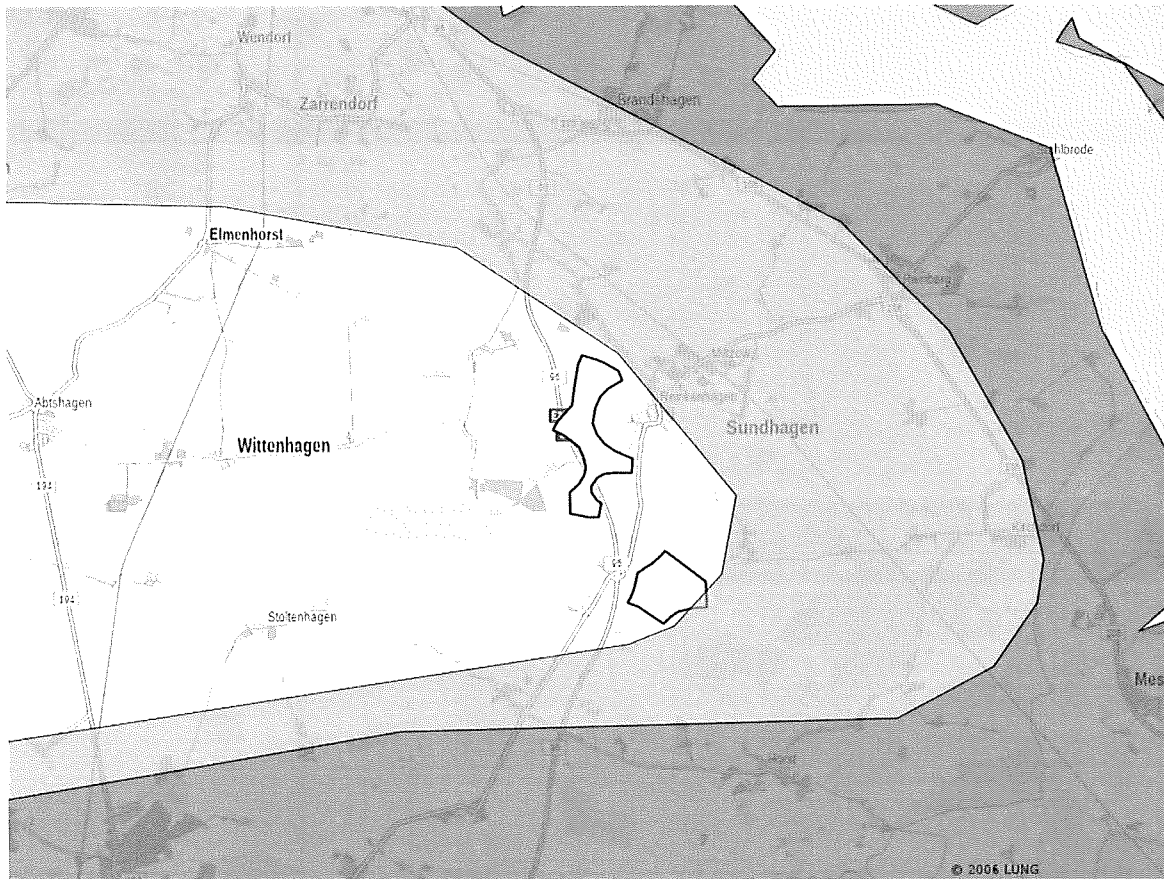 Wendorf
Zarrendorf
Brandshagen
Elmenhorst
96
Abtshagen
Wittenhagen
Sundhagen
194
96
194
Stoltenhagen
Mes
© 2006 LUNG